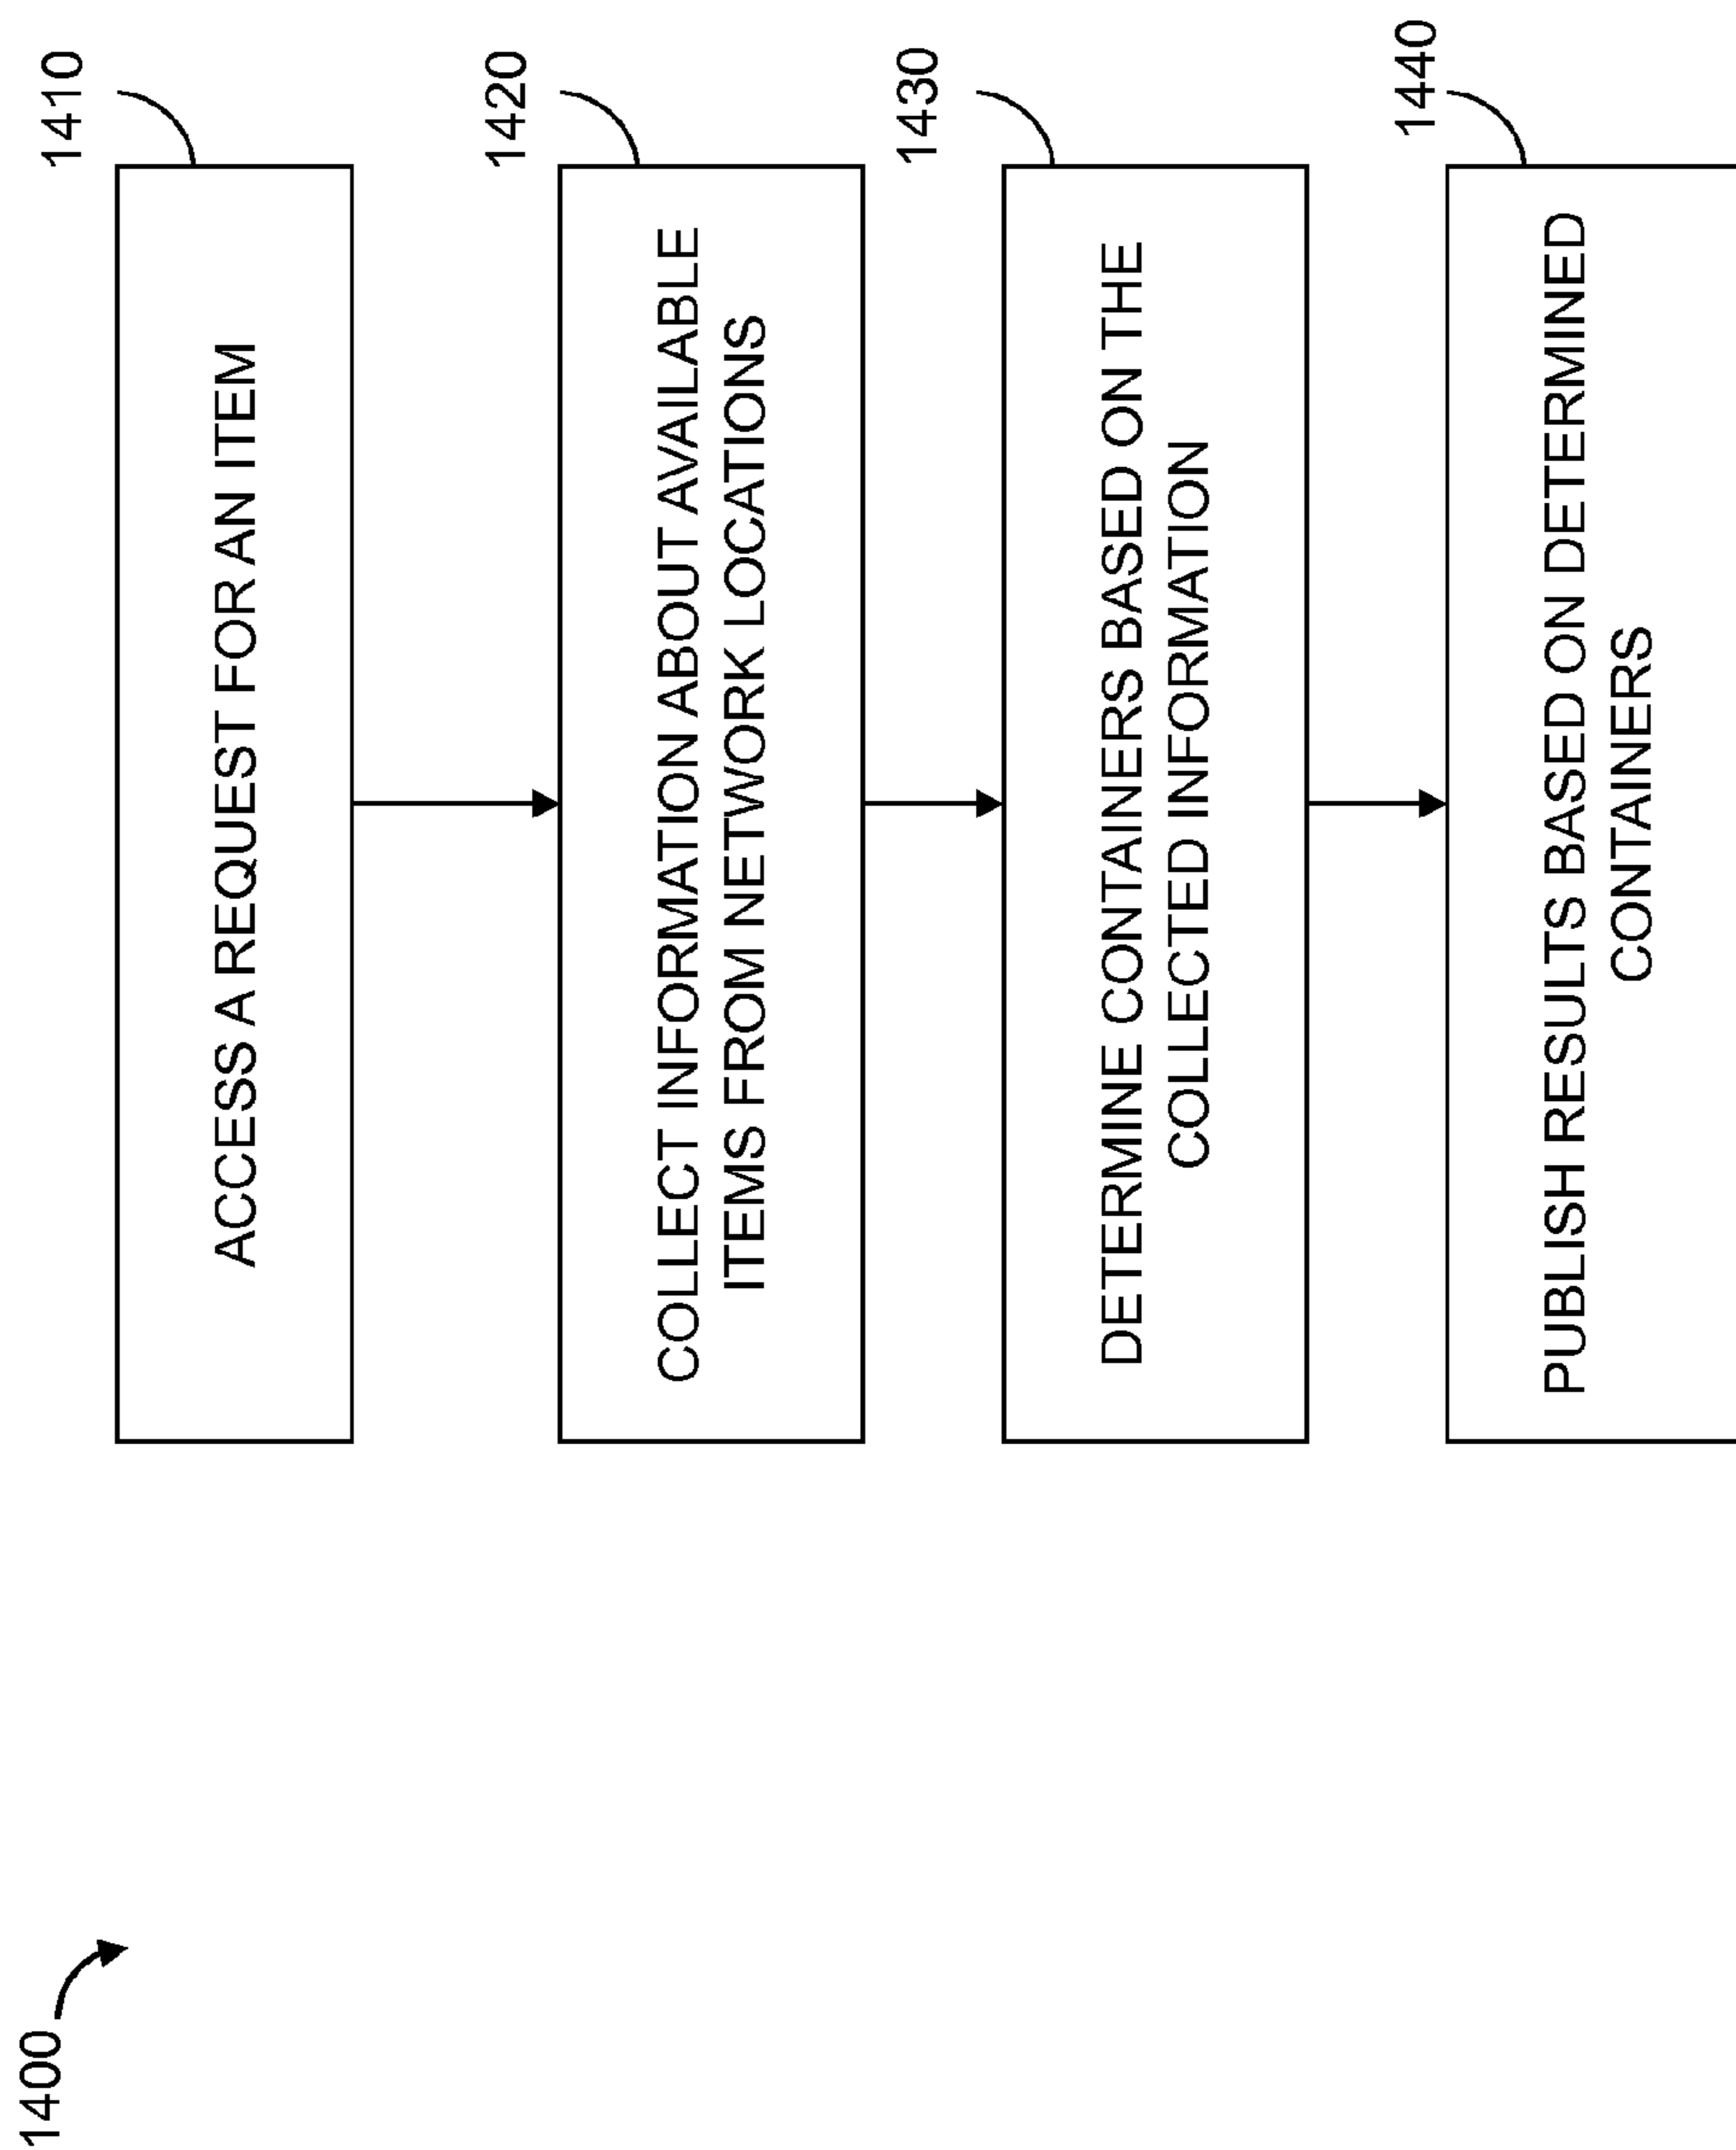 1400
1410
ACCESS A REQUEST FOR AN ITEM
1420
COLLECT INFORMATION ABOUT AVAILABLE
ITEMS FROM NETWORK LOCATIONS
1430
DETERMINE CONTAINERS BASED ON THE
COLLECTED INFORMATION
1440
PUBLISH RESULTS BASED ON DETERMINED
CONTAINERS